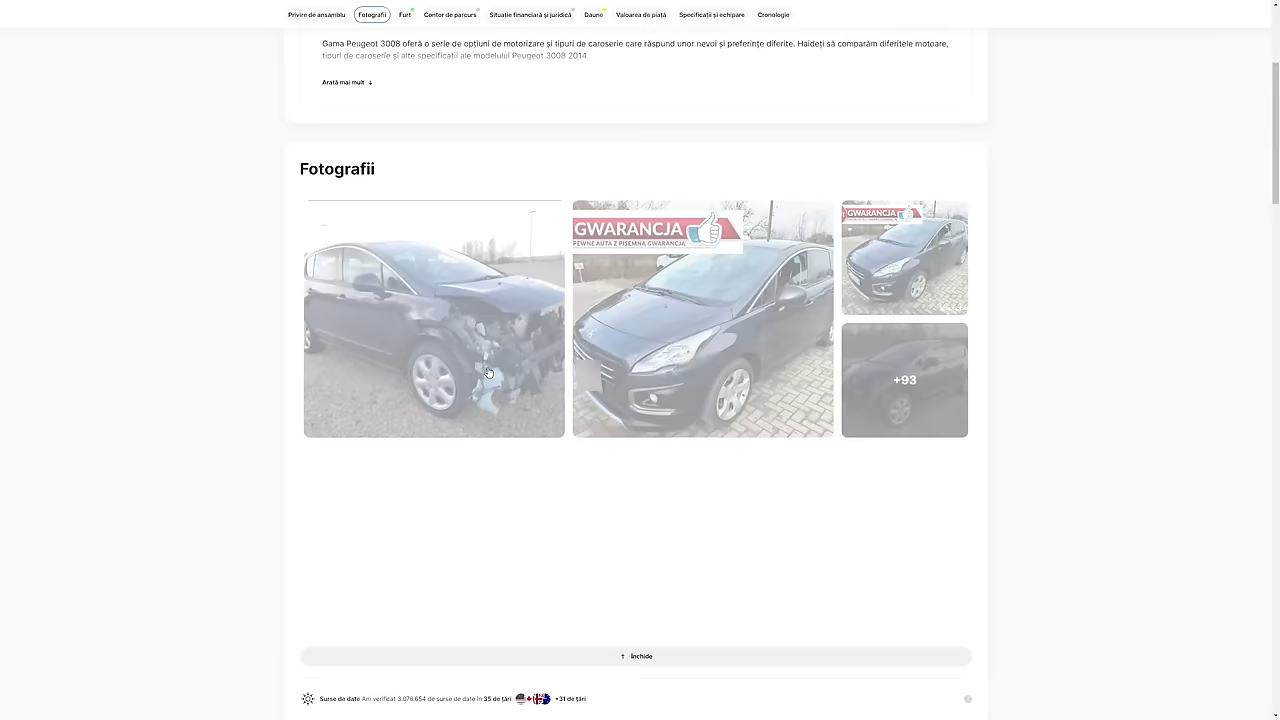 Privire de ansamblu Fotografii Furt Contor de parcurs Situație financiară și juridică Daune Valoarea de piață Specificații și echipare Cronologie
Gama Peugeot 3008 oferă o serie de opțiuni de motorizare și tipuri de caroserie care răspund unor nevoi și preferințe diferite. Haideți să comparăm diferitele motoare,
tipuri de caroserie și alte specificații ale modelului Peugeot 3008 2014.
Arată mai mult ↓
Fotografii
GWARANCJA
PEWNE AUTA Z PISEMNĄ GWARANCJĄ
GWARANCJA
+93
↑ Închide
Surse de date Am verificat 3.076.654 de surse de date în 35 de țări +31 de țări